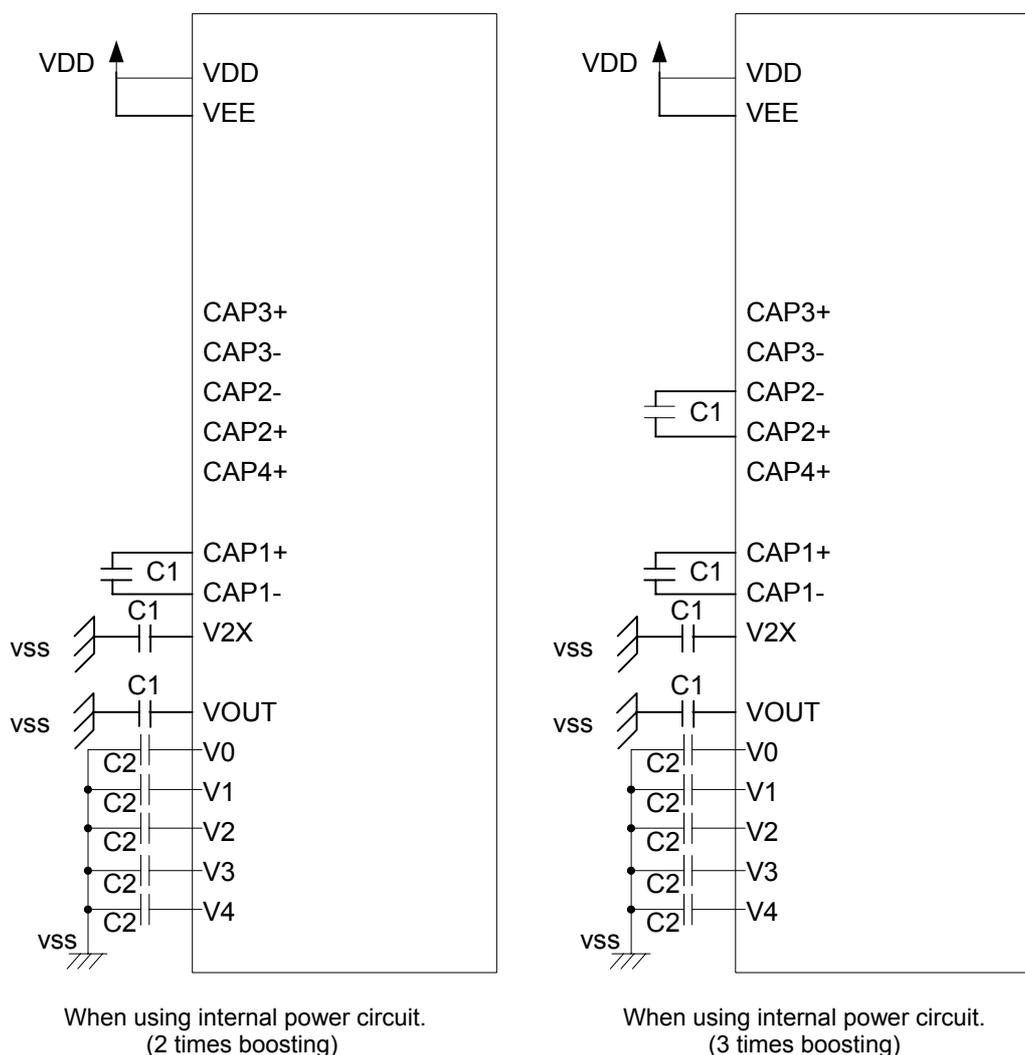 VDD
VDD
VEE
CAP3+
CAP3-
CAP2-
CAP2+
CAP4+
CAP1+
C1
CAP1-
C1
V2X
vss
C1
VOUT
vss
V0
C2
V1
C2
V2
C2
V3
C2
V4
C2
vss
When using internal power circuit.
(2 times boosting)
VDD
VDD
VEE
CAP3+
CAP3-
CAP2-
C1
CAP2+
CAP4+
CAP1+
C1
CAP1-
C1
V2X
vss
C1
VOUT
vss
V0
C2
V1
C2
V2
C2
V3
C2
V4
C2
vss
When using internal power circuit.
(3 times boosting)